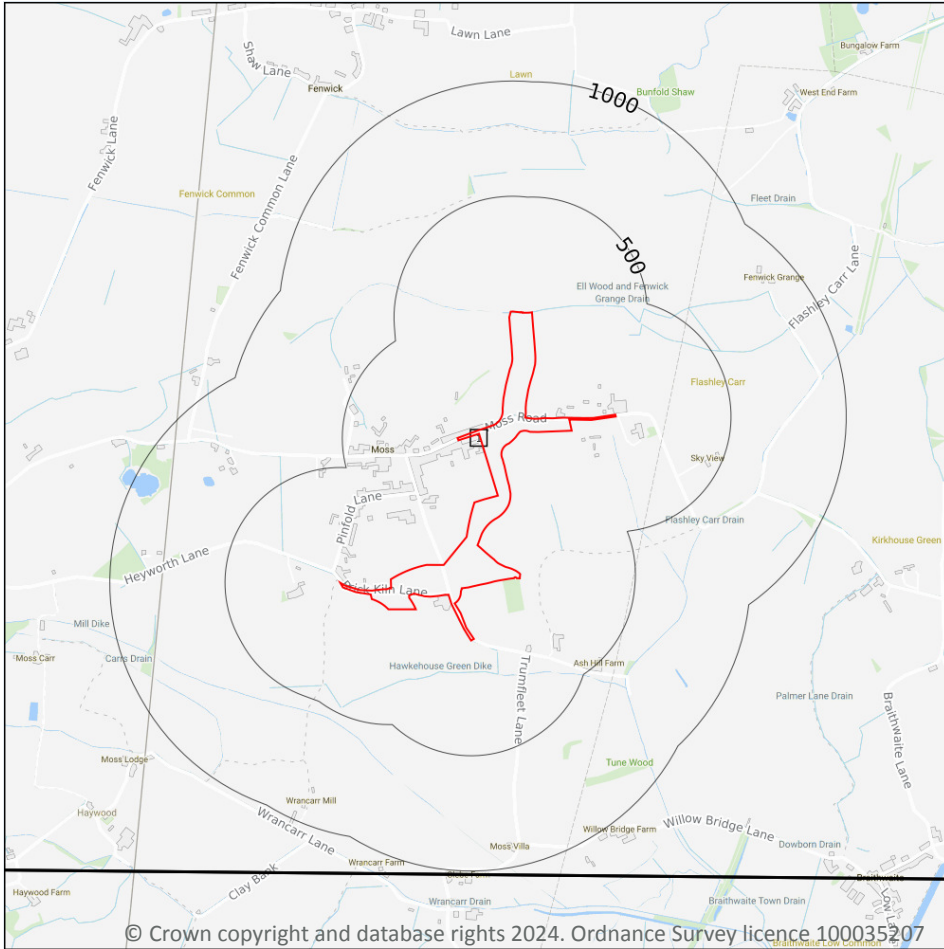 Lawn Lane
Bungalow Farm
Shaw Lane
Lawn
Fenwick
1000
Bunfold Shaw
West End Farm
Fenwick Lane
Fenwick Common
Fenwick Common Lane
Fleet Drain
500
Fenwick Grange
Ell Wood and Fenwick
Grange Drain
Flashley Carr Lane
Flashley Carr
Moss Road
1
Moss
Sky View
Pinfold Lane
Flashley Carr Drain
Kirkhouse Green
Heyworth Lane
Brick Kiln Lane
Mill Dike
Moss Carr
Carrs Drain
Hawkehouse Green Dike
Ash Hill Farm
Trumfleet Lane
Palmer Lane Drain
Braithwaite Lane
Moss Lodge
Tune Wood
Wrancarr Mill
Haywood
Wrancarr Lane
Willow Bridge Farm
Willow Bridge Lane
Moss Villa
Dowborn Drain
Wrancarr Farm
Braithwaite
Clay Bank
Haywood Farm
Low Lane
Wrancarr Drain
Braithwaite Town Drain
Braithwaite Low Common
© Crown copyright and database rights 2024. Ordnance Survey licence 100035207